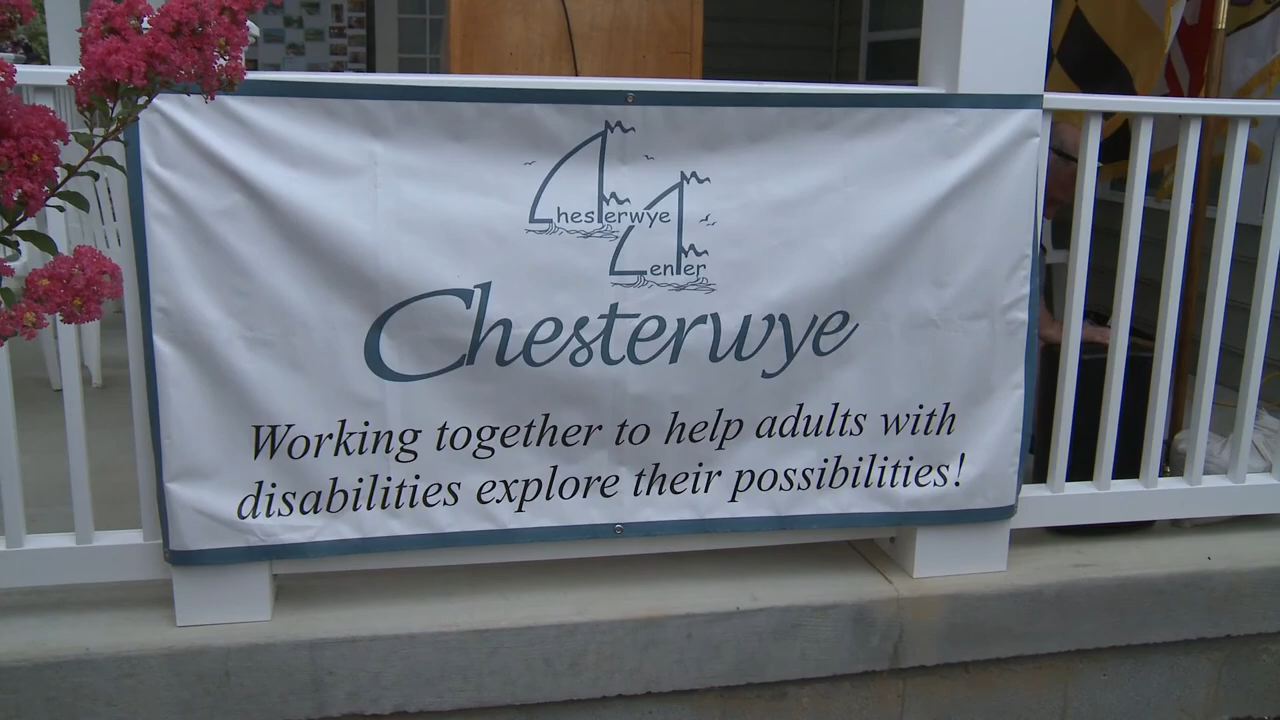 Chesterwye
Center
Chesterwye
Working together to help adults with
disabilities explore their possibilities!